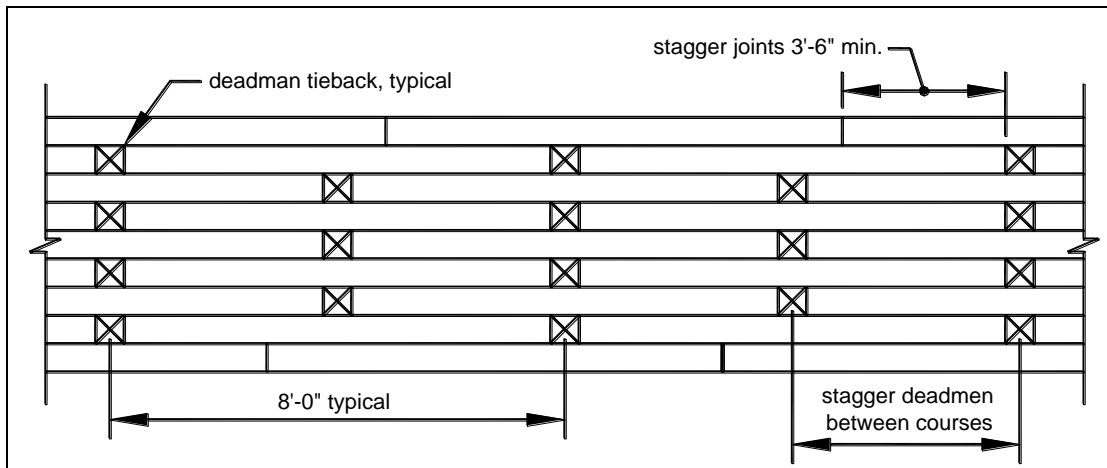 stagger joints 3'-6" min.
deadman tieback, typical
8'-0" typical
stagger deadmen
between courses